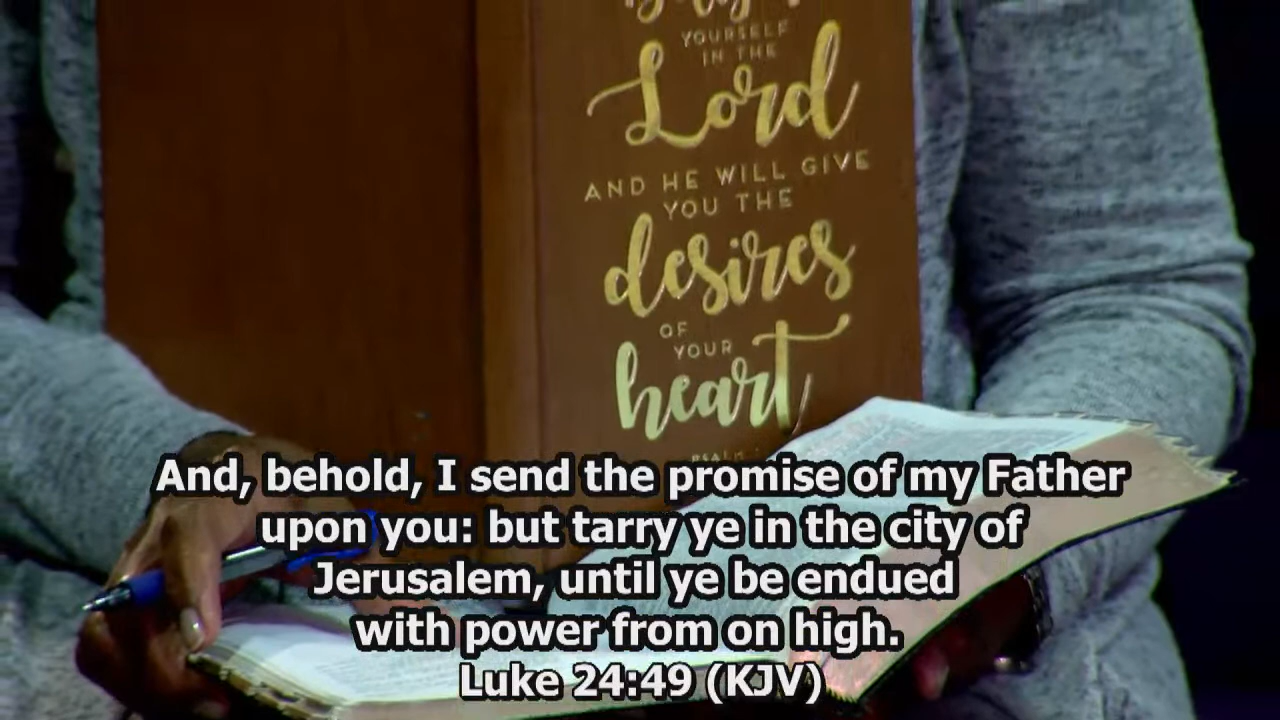 YOURSELF
IN THE
Lord
AND HE WILL GIVE
YOU THE
desires
OF
YOUR
heart
PSALM
And, behold, I send the promise of my Father
upon you: but tarry ye in the city of
Jerusalem, until ye be endued
with power from on high.
Luke 24:49 (KJV)